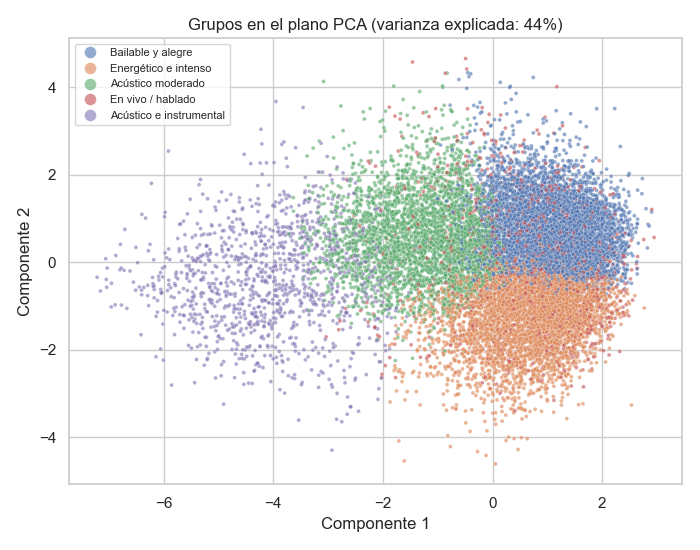 Grupos en el plano PCA (varianza explicada: 44%)
Bailable y alegre
Energético e intenso
Acústico moderado
En vivo / hablado
Acústico e instrumental
4
2
0
−2
−4
Componente 2
−6
−4
−2
0
2
Componente 1